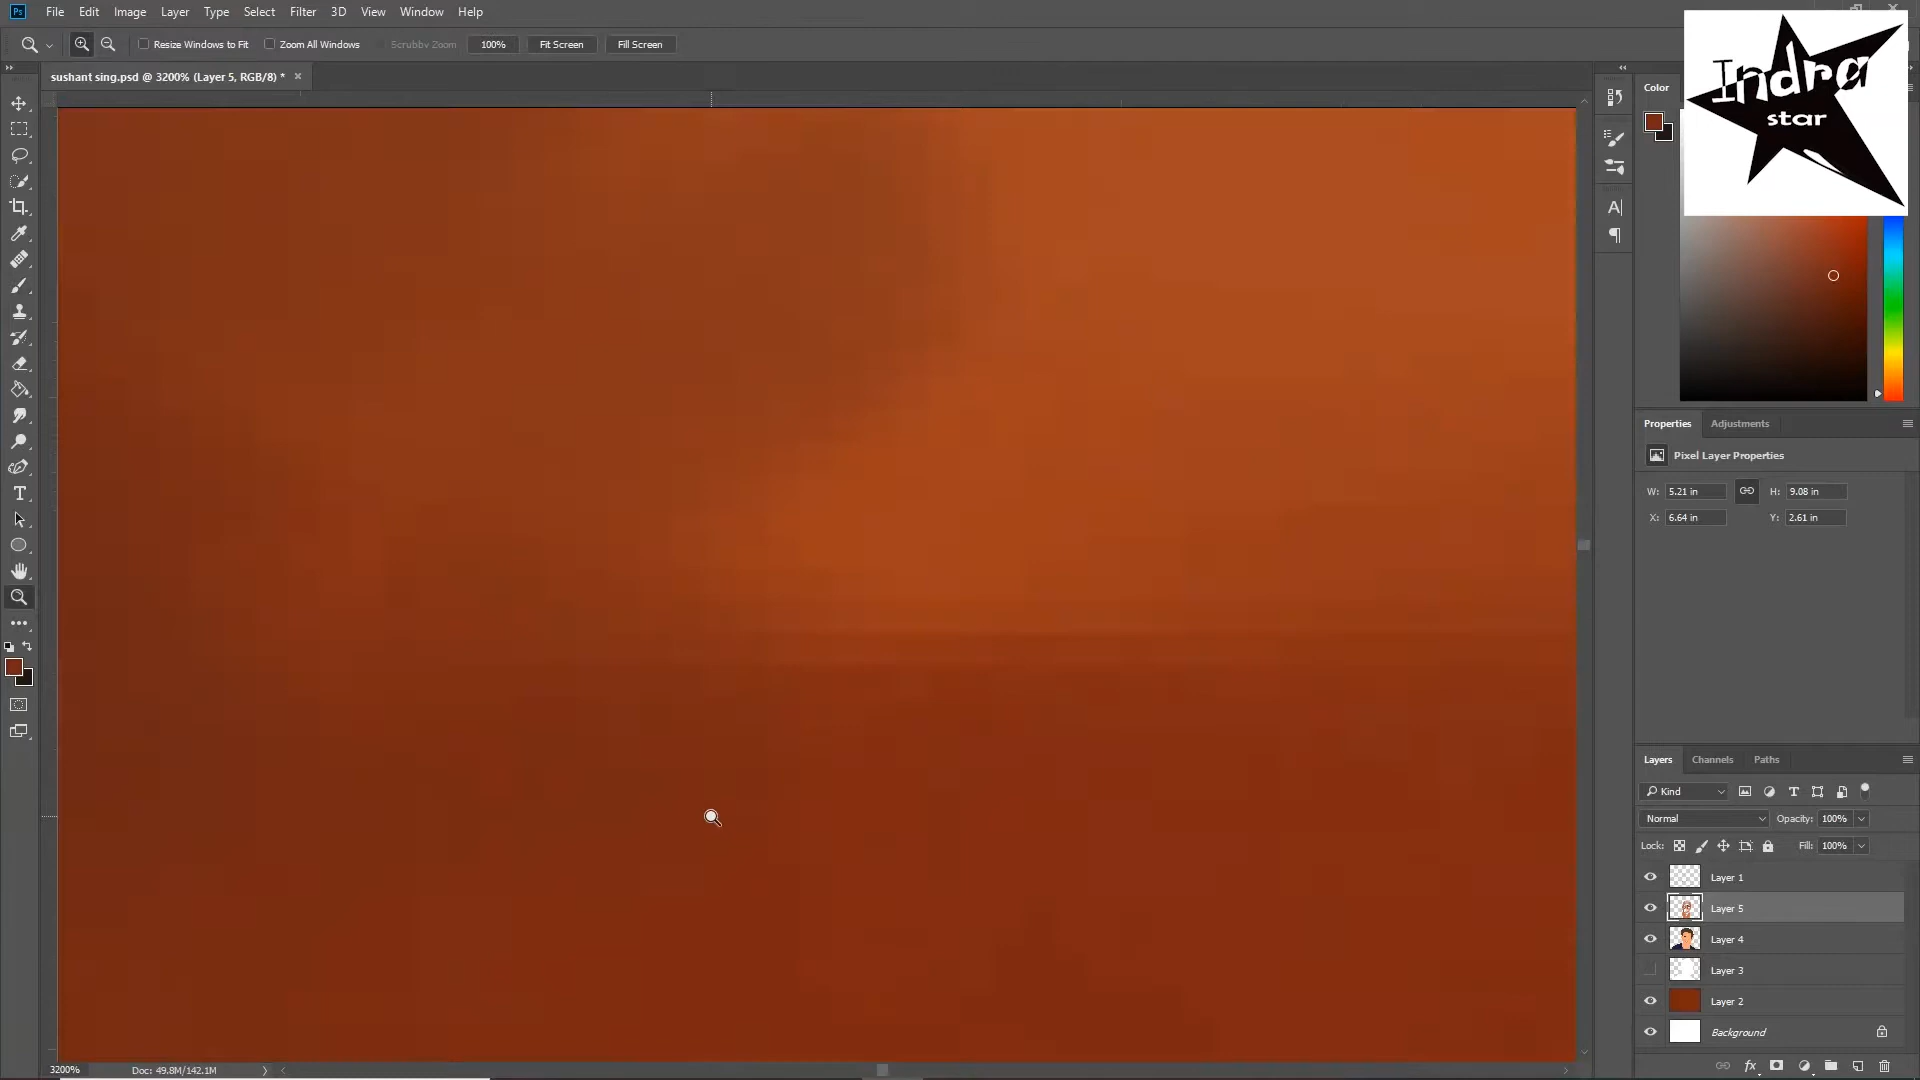 Ps File Edit Image Layer Type Select Filter 3D View Window Help
Resize Windows to Fit Zoom All Windows Scrubby Zoom 100% Fit Screen Fill Screen
sushant sing.psd @ 3200% (Layer 5, RGB/8) *
Color
Indra
star
Properties Adjustments
Pixel Layer Properties
W: 5.21 in H: 9.08 in
X: 6.64 in Y: 2.61 in
Layers Channels Paths
Kind
Normal Opacity: 100%
Lock: Fill: 100%
Layer 1
Layer 5
Layer 4
Layer 3
Layer 2
Background
3200% Doc: 49.8M/142.1M